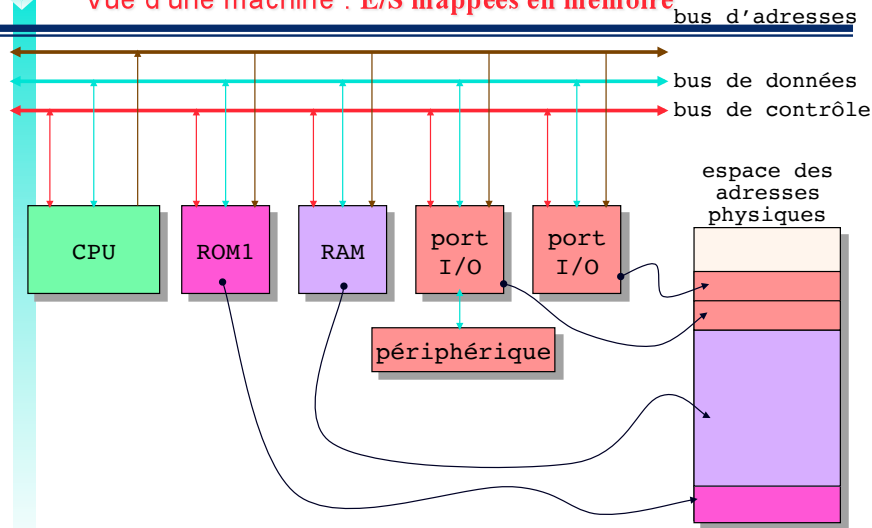 Vue d'une machine : E/S mappées en mémoire
bus d'adresses
bus de données
bus de contrôle
espace des
adresses
physiques
CPU
ROM1
RAM
port
I/O
port
I/O
périphérique